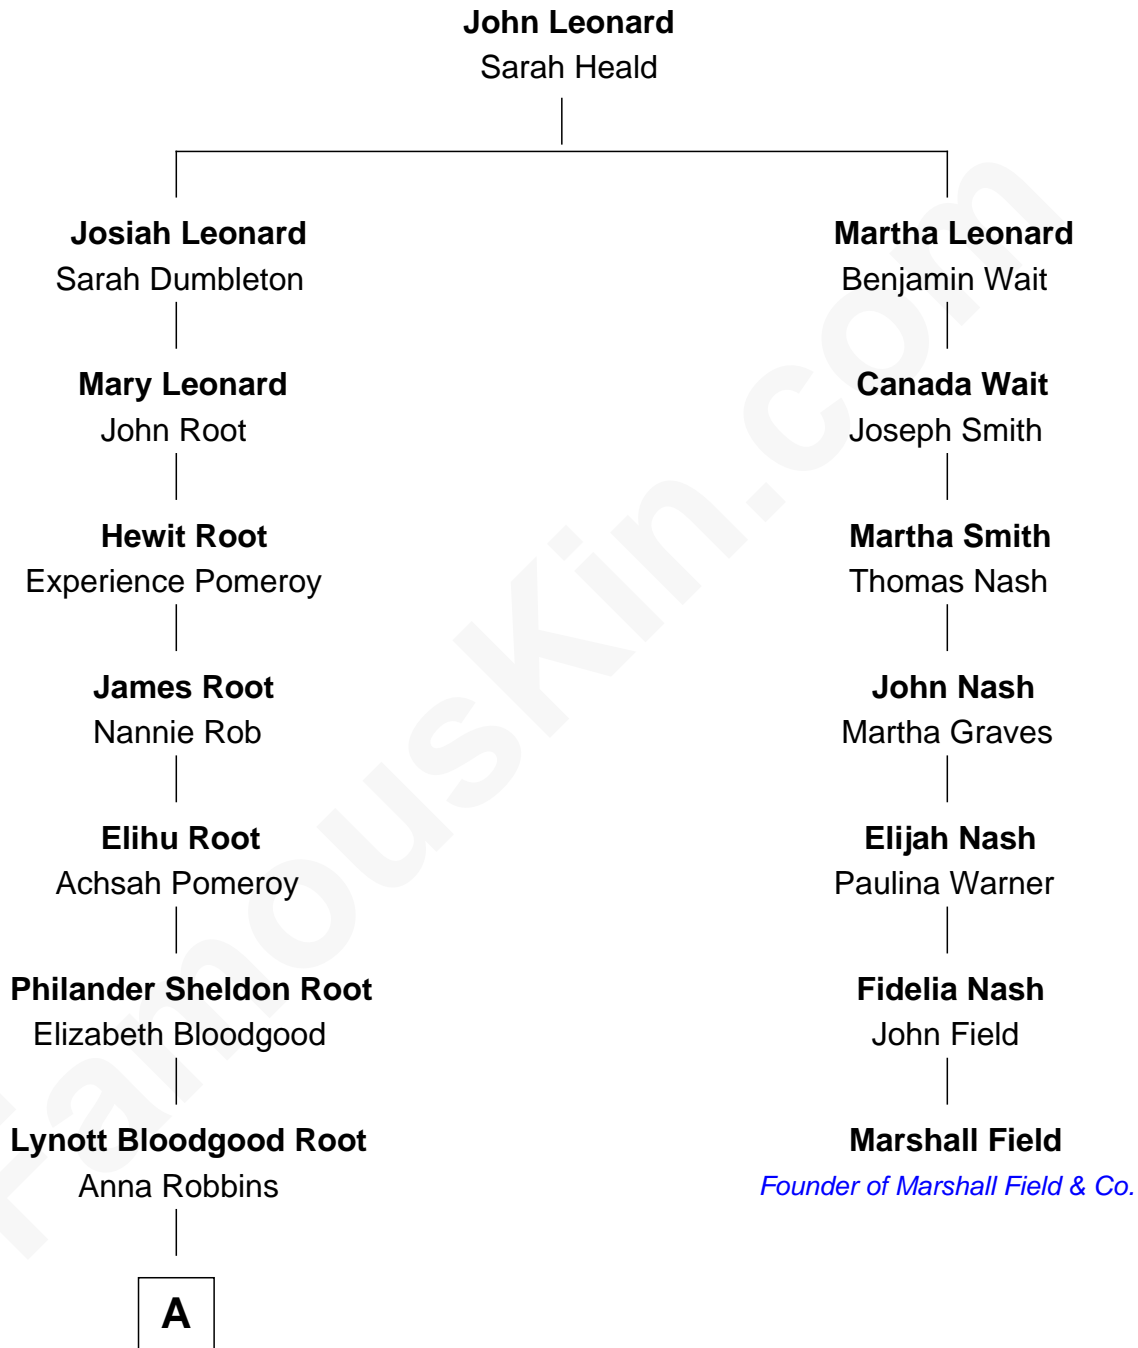 John Leonard
Sarah Heald
Josiah Leonard
Sarah Dumbleton
Martha Leonard
Benjamin Wait
Mary Leonard
John Root
Canada Wait
Joseph Smith
Hewit Root
Experience Pomeroy
Martha Smith
Thomas Nash
James Root
Nannie Rob
John Nash
Martha Graves
Elihu Root
Achsah Pomeroy
Elijah Nash
Paulina Warner
Philander Sheldon Root
Elizabeth Bloodgood
Fidelia Nash
John Field
Lynott Bloodgood Root
Anna Robbins
Marshall Field
Founder of Marshall Field & Co.
A
FamousKin.com